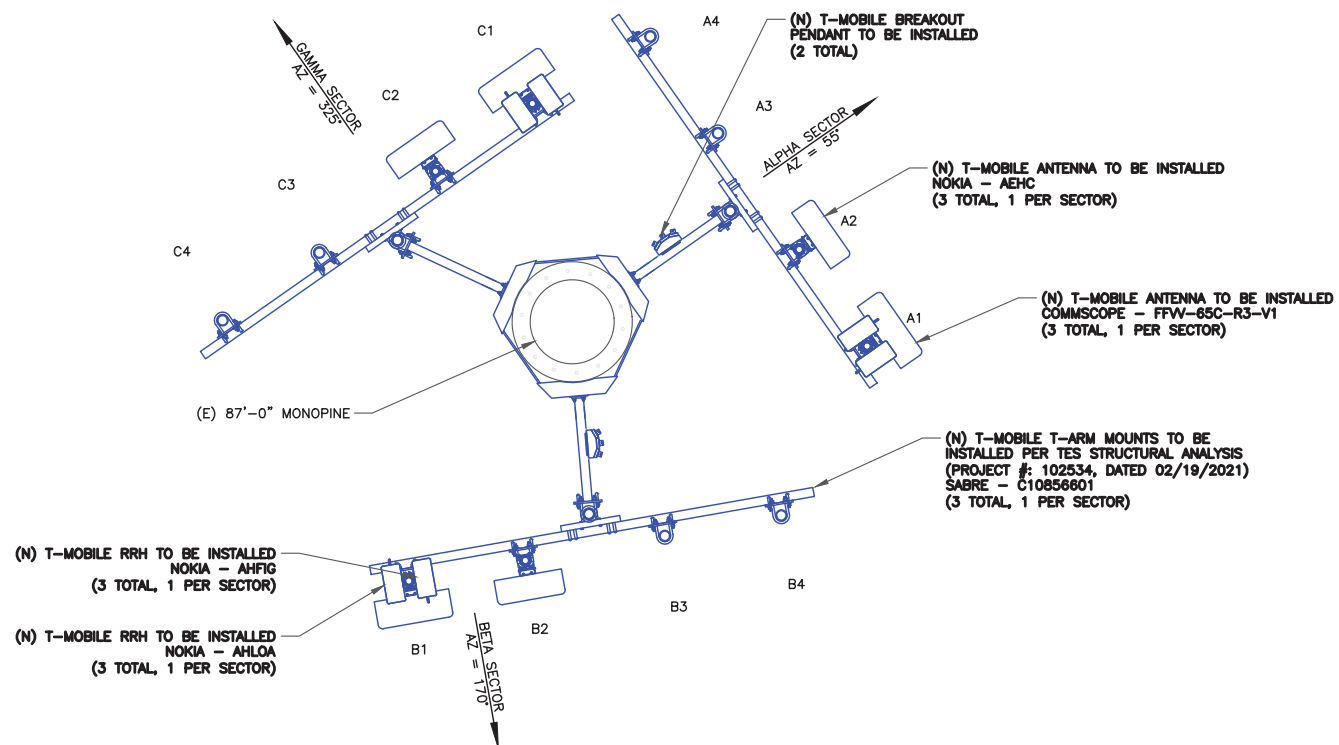 C1
A4
(N) T-MOBILE BREAKOUT
PENDANT TO BE INSTALLED
(2 TOTAL)
GAMMA SECTOR
AZ = 325°
C2
A3
ALPHA SECTOR
AZ = 55°
(N) T-MOBILE ANTENNA TO BE INSTALLED
NOKIA - AEHC
(3 TOTAL, 1 PER SECTOR)
C3
A2
C4
(N) T-MOBILE ANTENNA TO BE INSTALLED
COMMSCOPE - FFVV-65C-R3-V1
(3 TOTAL, 1 PER SECTOR)
A1
(E) 87'-0" MONOPINE
(N) T-MOBILE T-ARM MOUNTS TO BE
INSTALLED PER TES STRUCTURAL ANALYSIS
(PROJECT #: 102534, DATED 02/19/2021)
SABRE - C10856601
(3 TOTAL, 1 PER SECTOR)
(N) T-MOBILE RRH TO BE INSTALLED
NOKIA - AHFIG
(3 TOTAL, 1 PER SECTOR)
B4
B3
B2
B1
(N) T-MOBILE RRH TO BE INSTALLED
NOKIA - AHLOA
(3 TOTAL, 1 PER SECTOR)
BETA SECTOR
AZ = 170°